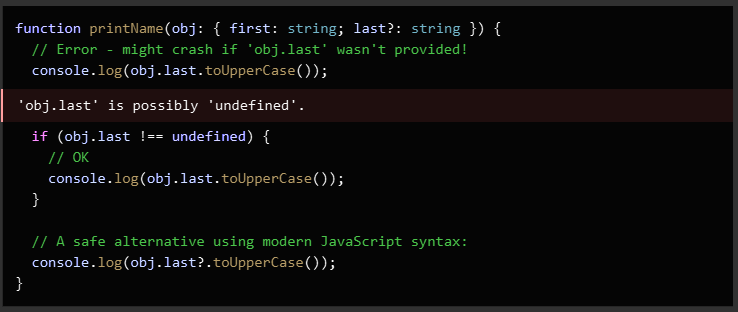 function printName(obj: { first: string; last?: string }) {
  // Error - might crash if 'obj.last' wasn't provided!
  console.log(obj.last.toUpperCase());
'obj.last' is possibly 'undefined'.
  if (obj.last !== undefined) {
    // OK
    console.log(obj.last.toUpperCase());
  }
  // A safe alternative using modern JavaScript syntax:
  console.log(obj.last?.toUpperCase());
}